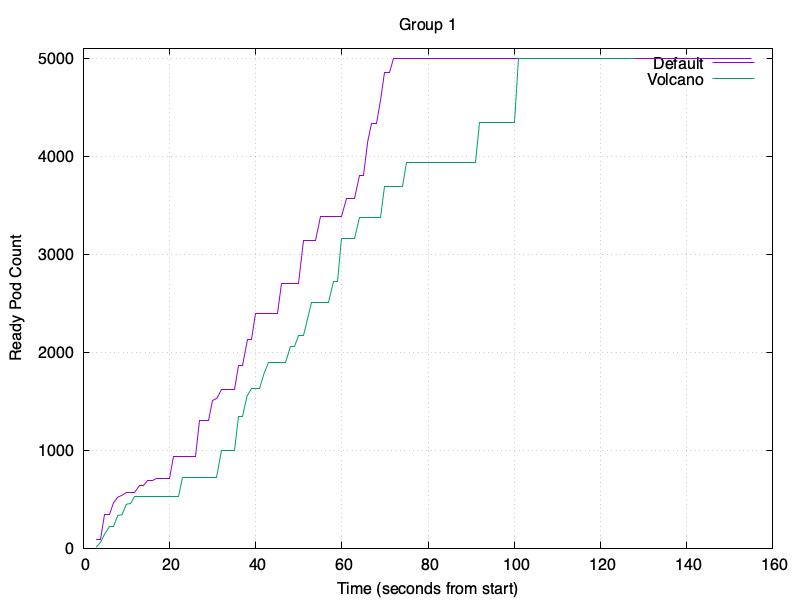 Group 1
5000
4000
3000
2000
1000
0
Ready Pod Count
Default
Volcano
0 20 40 60 80 100 120 140 160
Time (seconds from start)